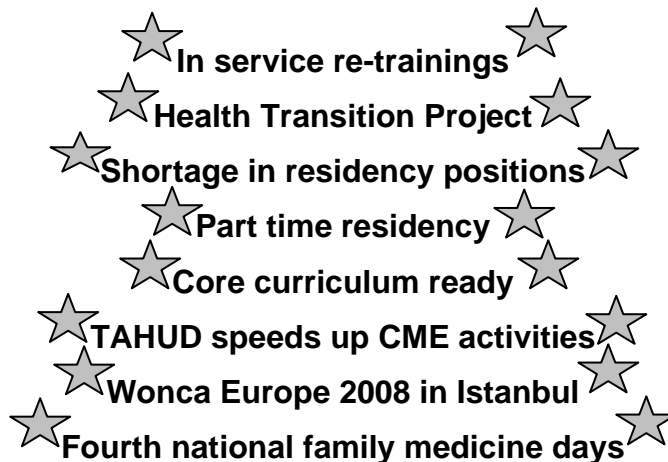 In service re-trainings
Health Transition Project
Shortage in residency positions
Part time residency
Core curriculum ready
TAHUD speeds up CME activities
Wonca Europe 2008 in Istanbul
Fourth national family medicine days